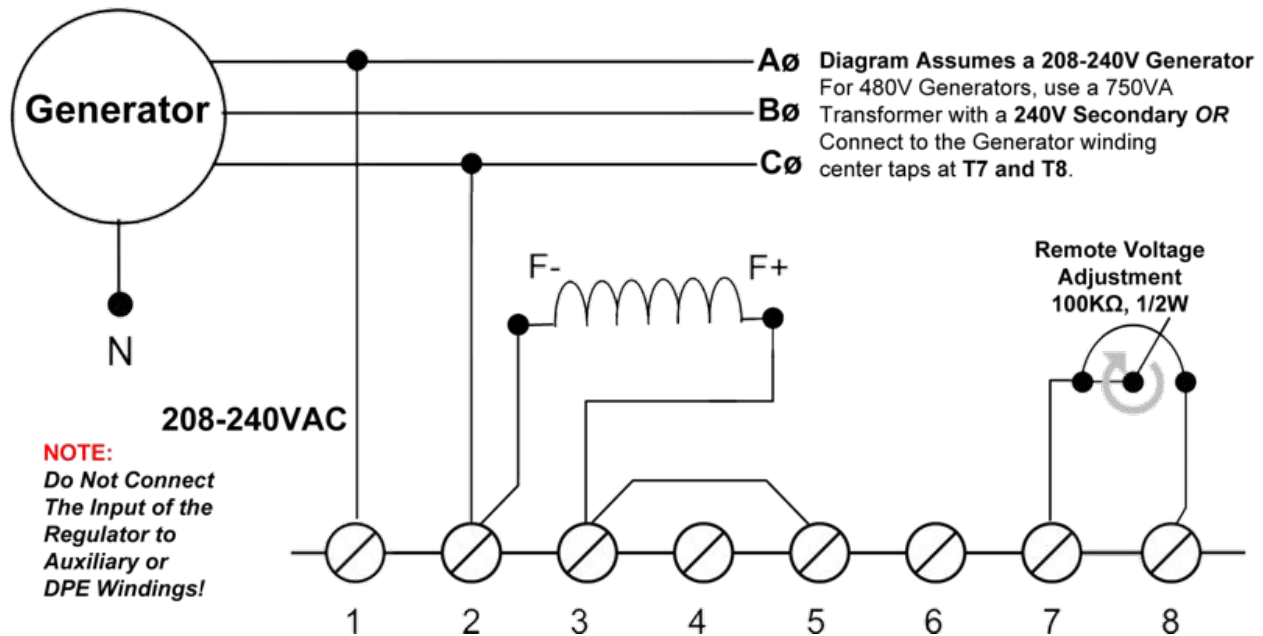 Generator
N
Aø
Bø
Cø
Diagram Assumes a 208-240V Generator
For 480V Generators, use a 750VA
Transformer with a 240V Secondary OR
Connect to the Generator winding
center taps at T7 and T8.
F-
F+
Remote Voltage
Adjustment
100KΩ, 1/2W
208-240VAC
NOTE:
Do Not Connect
The Input of the
Regulator to
Auxiliary or
DPE Windings!
1 2 3 4 5 6 7 8